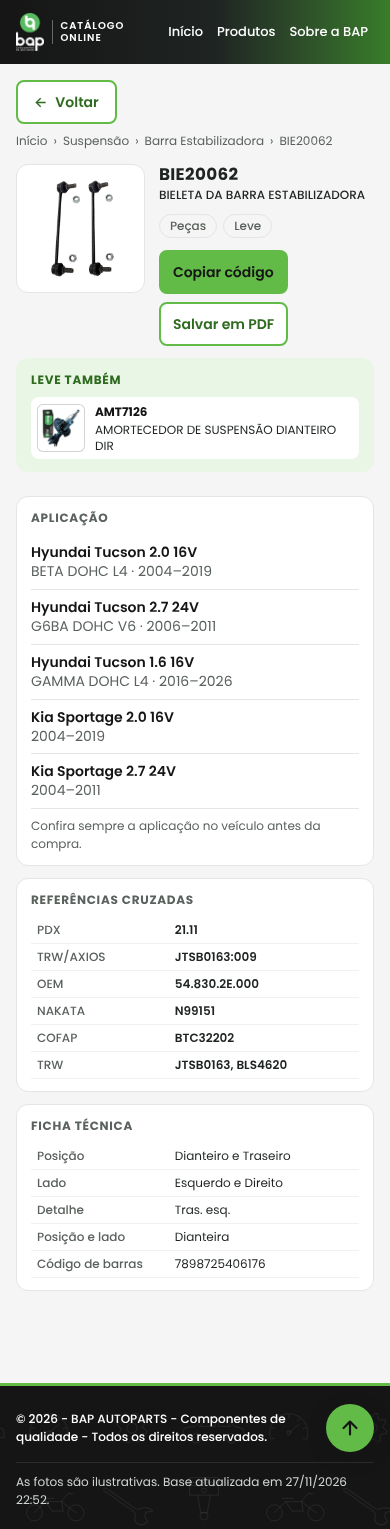 bap
CATÁLOGO
ONLINE
Início Produtos Sobre a BAP
← Voltar
Início › Suspensão › Barra Estabilizadora › BIE20062
BIE20062
BIELETA DA BARRA ESTABILIZADORA
Peças Leve
Copiar código
Salvar em PDF
LEVE TAMBÉM
AMT7126
AMORTECEDOR DE SUSPENSÃO DIANTEIRO
DIR
APLICAÇÃO
Hyundai Tucson 2.0 16V
BETA DOHC L4 · 2004–2019
Hyundai Tucson 2.7 24V
G6BA DOHC V6 · 2006–2011
Hyundai Tucson 1.6 16V
GAMMA DOHC L4 · 2016–2026
Kia Sportage 2.0 16V
2004–2019
Kia Sportage 2.7 24V
2004–2011
Confira sempre a aplicação no veículo antes da
compra.
REFERÊNCIAS CRUZADAS
PDX 21.11
TRW/AXIOS JTSB0163:009
OEM 54.830.2E.000
NAKATA N99151
COFAP BTC32202
TRW JTSB0163, BLS4620
FICHA TÉCNICA
Posição Dianteiro e Traseiro
Lado Esquerdo e Direito
Detalhe Tras. esq.
Posição e lado Dianteira
Código de barras 7898725406176
© 2026 - BAP AUTOPARTS - Componentes de
qualidade - Todos os direitos reservados.
As fotos são ilustrativas. Base atualizada em 27/11/2026
22:52.